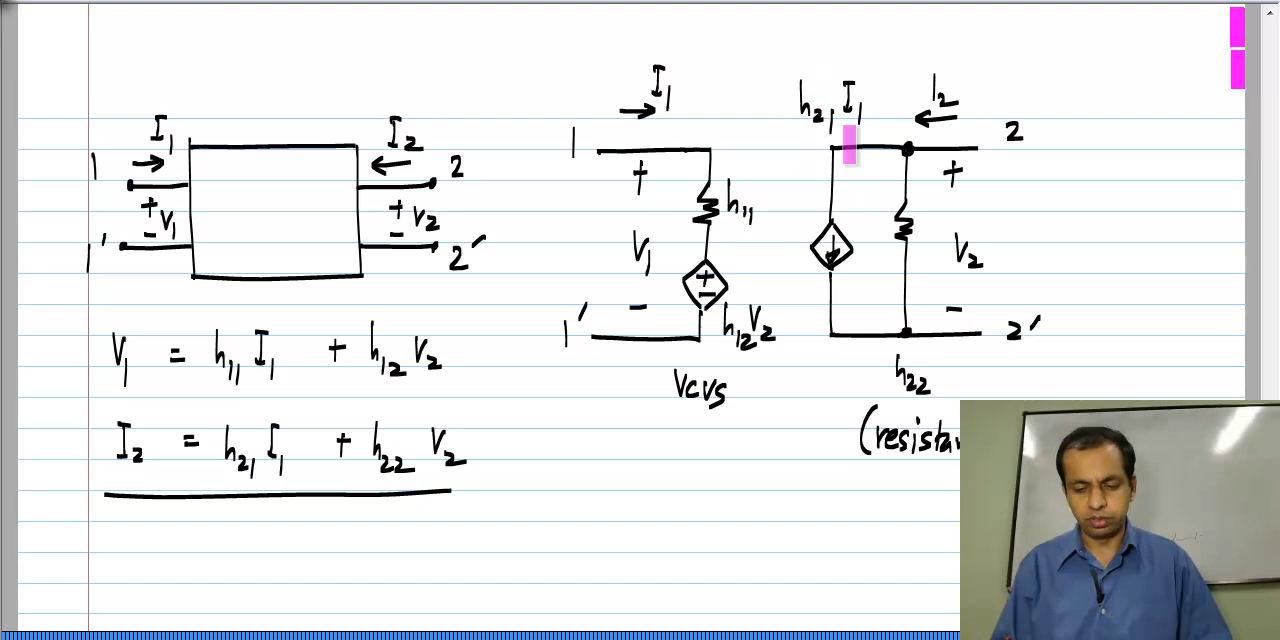 I₁ I₂
1 2
+ V₁ - + V₂ -
1′ 2′
V₁ = h₁₁ I₁ + h₁₂ V₂
I₂ = h₂₁ I₁ + h₂₂ V₂
I₁ h₂₁ I₁ I₂
1 2
+ h₁₁ +
V₁ V₂
+
-
- h₁₂V₂ -
1′ 2′
VCVS h₂₂